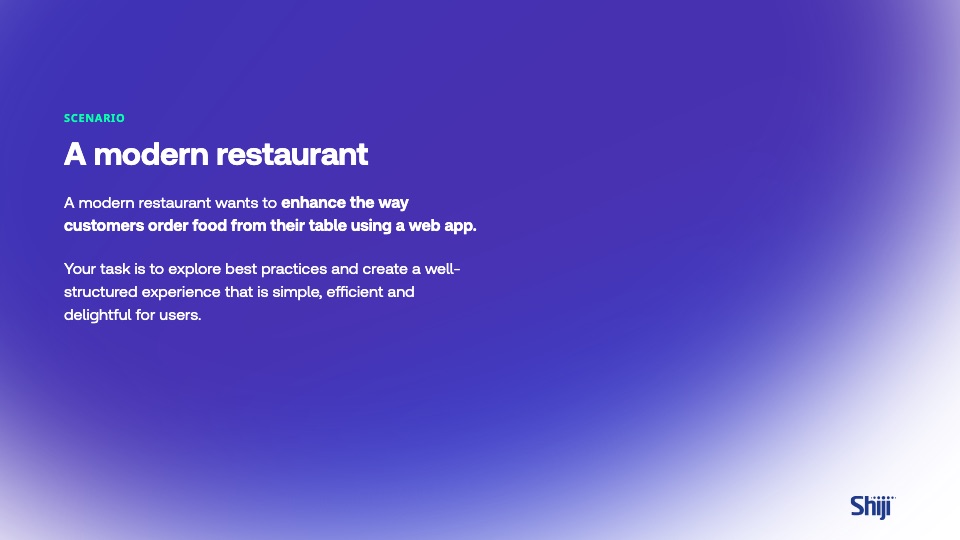 SCENARIO
A modern restaurant
A modern restaurant wants to enhance the way
customers order food from their table using a web app.
Your task is to explore best practices and create a well-
structured experience that is simple, efficient and
delightful for users.
Shiji